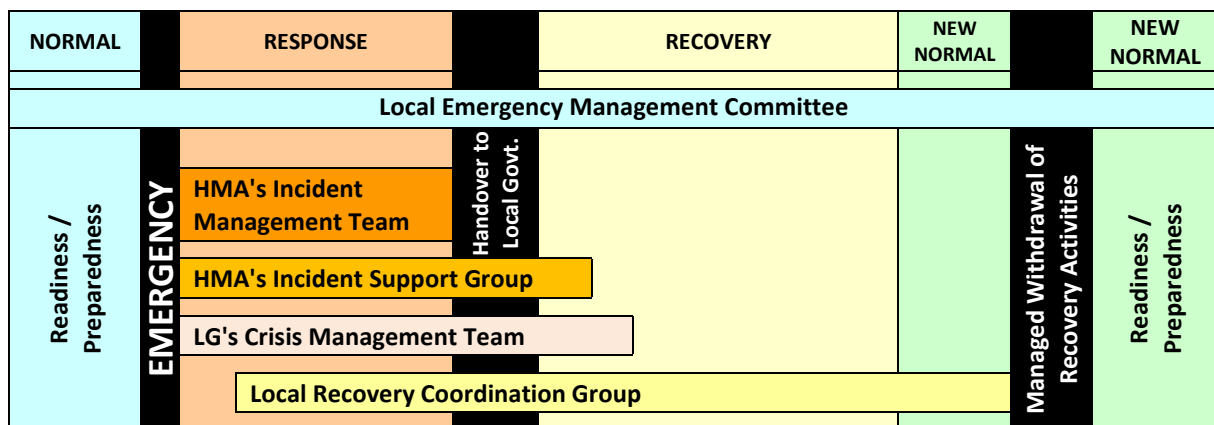 NORMAL
RESPONSE
RECOVERY
NEW
NORMAL
NEW
NORMAL
Local Emergency Management Committee
Readiness /
Preparedness
EMERGENCY
HMA's Incident
Management Team
Handover to
Local Govt.
HMA's Incident Support Group
LG's Crisis Management Team
Local Recovery Coordination Group
Managed Withdrawal of
Recovery Activities
Readiness /
Preparedness